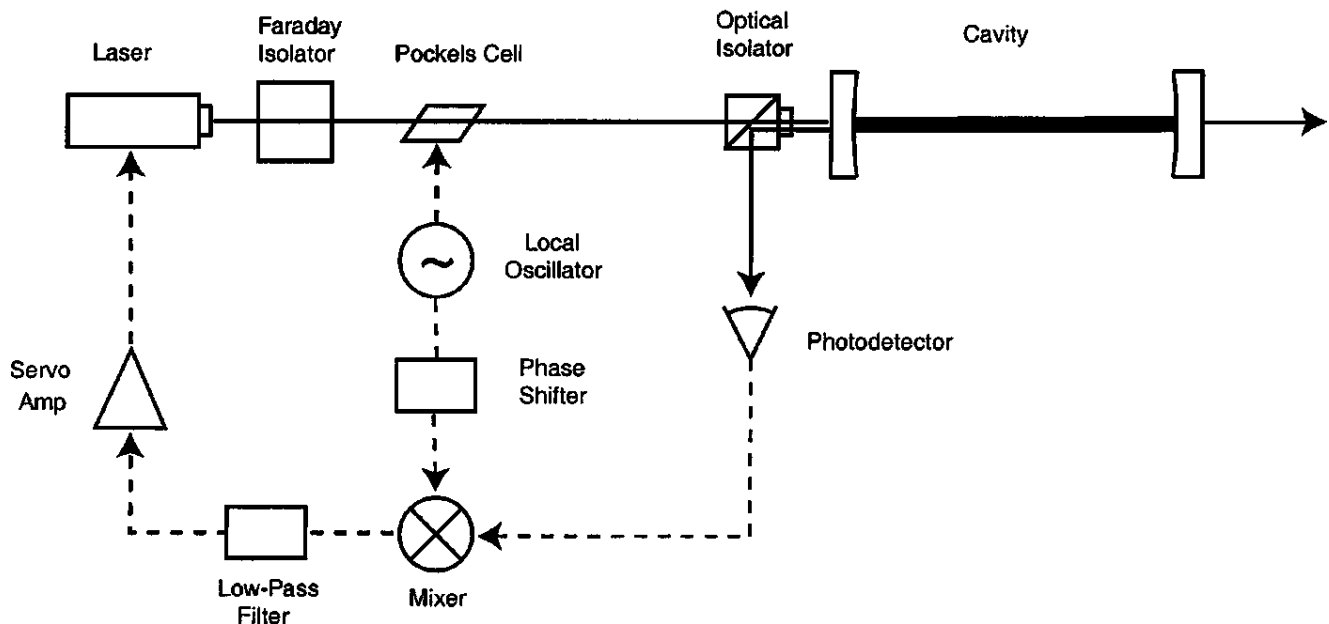 Laser
Faraday
Isolator
Pockels Cell
Optical
Isolator
Cavity
Local
Oscillator
Photodetector
Phase
Shifter
Servo
Amp
Low-Pass
Filter
Mixer